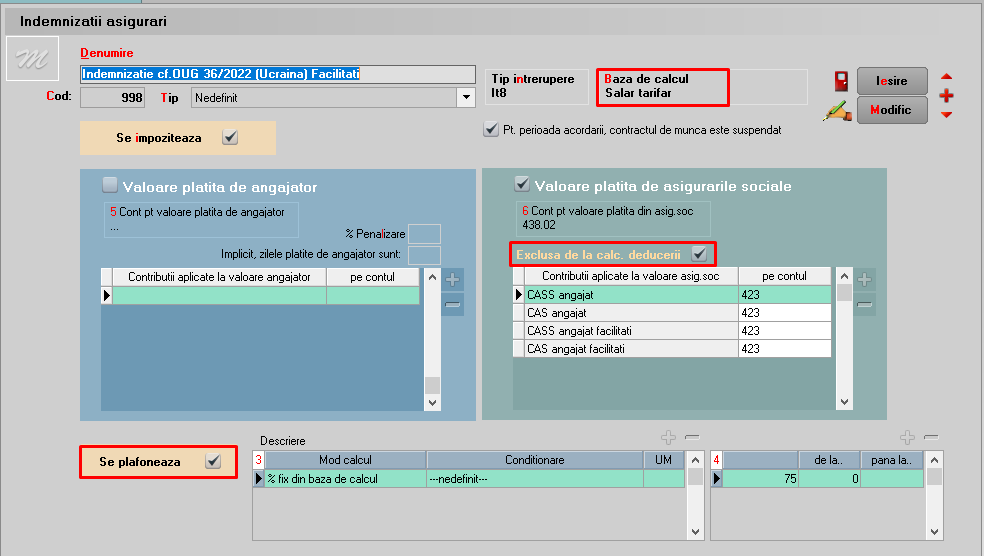 Indemnizatii asigurari
M
Denumire
Indemnizatie cf.OUG 36/2022 (Ucraina) Facilitati
Cod: 998 Tip Nedefinit
Tip intrerupere
It8
Baza de calcul
Salar tarifar
Iesire
Modific
Se impoziteaza
Pt. perioada acordarii, contractul de munca este suspendat
Valoare platita de angajator
5 Cont pt valoare platita de angajator
...
% Penalizare
Implicit, zilele platite de angajator sunt:
Contributii aplicate la valoare angajator pe contul
Valoare platita de asigurarile sociale
6 Cont pt valoare platita din asig.soc
438.02
Exclusa de la calc. deducerii
Contributii aplicate la valoare asig.soc pe contul
CASS angajat 423
CAS angajat 423
CASS angajat facilitati 423
CAS angajat facilitati 423
Se plafoneaza
Descriere
3 Mod calcul Conditionare UM
% fix din baza de calcul ---nedefinit---
4 de la.. pana la..
75 0